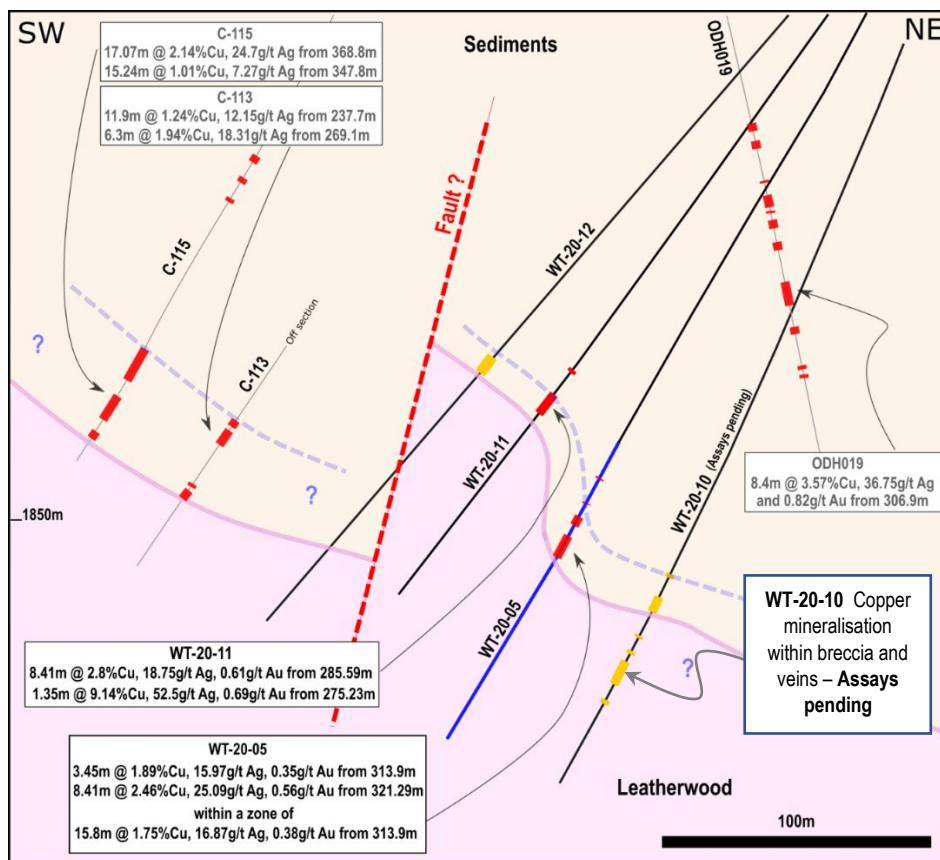 SW
NE
Sediments
C-115
17.07m @ 2.14%Cu, 24.7g/t Ag from 368.8m
15.24m @ 1.01%Cu, 7.27g/t Ag from 347.8m
C-113
11.9m @ 1.24%Cu, 12.15g/t Ag from 237.7m
6.3m @ 1.94%Cu, 18.31g/t Ag from 269.1m
ODH019
Fault ?
C-115
WT-20-12
C-113
Off section
?
?
WT-20-11
WT-20-10 (Assays pending)
ODH019
8.4m @ 3.57%Cu, 36.75g/t Ag
and 0.82g/t Au from 306.9m
1850m
WT-20-05
WT-20-10 Copper
mineralisation
within breccia and
veins – Assays
pending
?
WT-20-11
8.41m @ 2.8%Cu, 18.75g/t Ag, 0.61g/t Au from 285.59m
1.35m @ 9.14%Cu, 52.5g/t Ag, 0.69g/t Au from 275.23m
WT-20-05
3.45m @ 1.89%Cu, 15.97g/t Ag, 0.35g/t Au from 313.9m
8.41m @ 2.46%Cu, 25.09g/t Ag, 0.56g/t Au from 321.29m
within a zone of
15.8m @ 1.75%Cu, 16.87g/t Ag, 0.38g/t Au from 313.9m
Leatherwood
100m